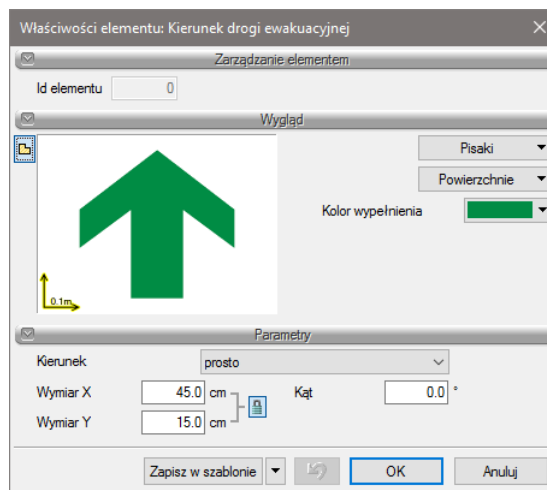 Właściwości elementu: Kierunek drogi ewakuacyjnej
Zarządzanie elementem
Id elementu 0
Wygląd
Pisaki
Powierzchnie
Kolor wypełnienia
0.1m
Parametry
Kierunek prosto
Wymiar X 45.0 cm Kąt 0.0 °
Wymiar Y 15.0 cm
Zapisz w szablonie OK Anuluj